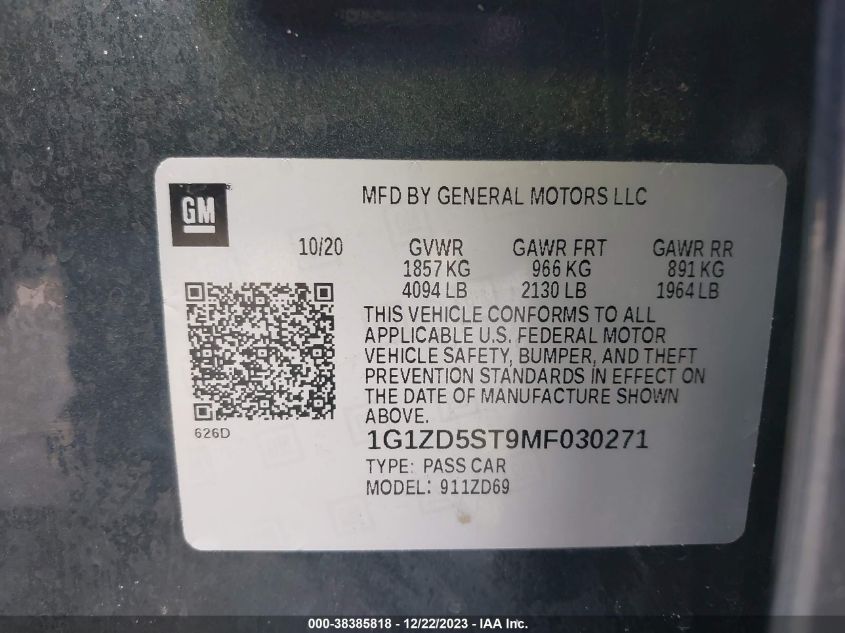 GM
MFD BY GENERAL MOTORS LLC
10/20 GVWR GAWR FRT GAWR RR
1857 KG 966 KG 891 KG
4094 LB 2130 LB 1964 LB
THIS VEHICLE CONFORMS TO ALL
APPLICABLE U.S. FEDERAL MOTOR
VEHICLE SAFETY, BUMPER, AND THEFT
PREVENTION STANDARDS IN EFFECT ON
THE DATE OF MANUFACTURE SHOWN
ABOVE.
626D
1G1ZD5ST9MF030271
TYPE: PASS CAR
MODEL: 911ZD69
000-38385818 - 12/22/2023 - IAA Inc.